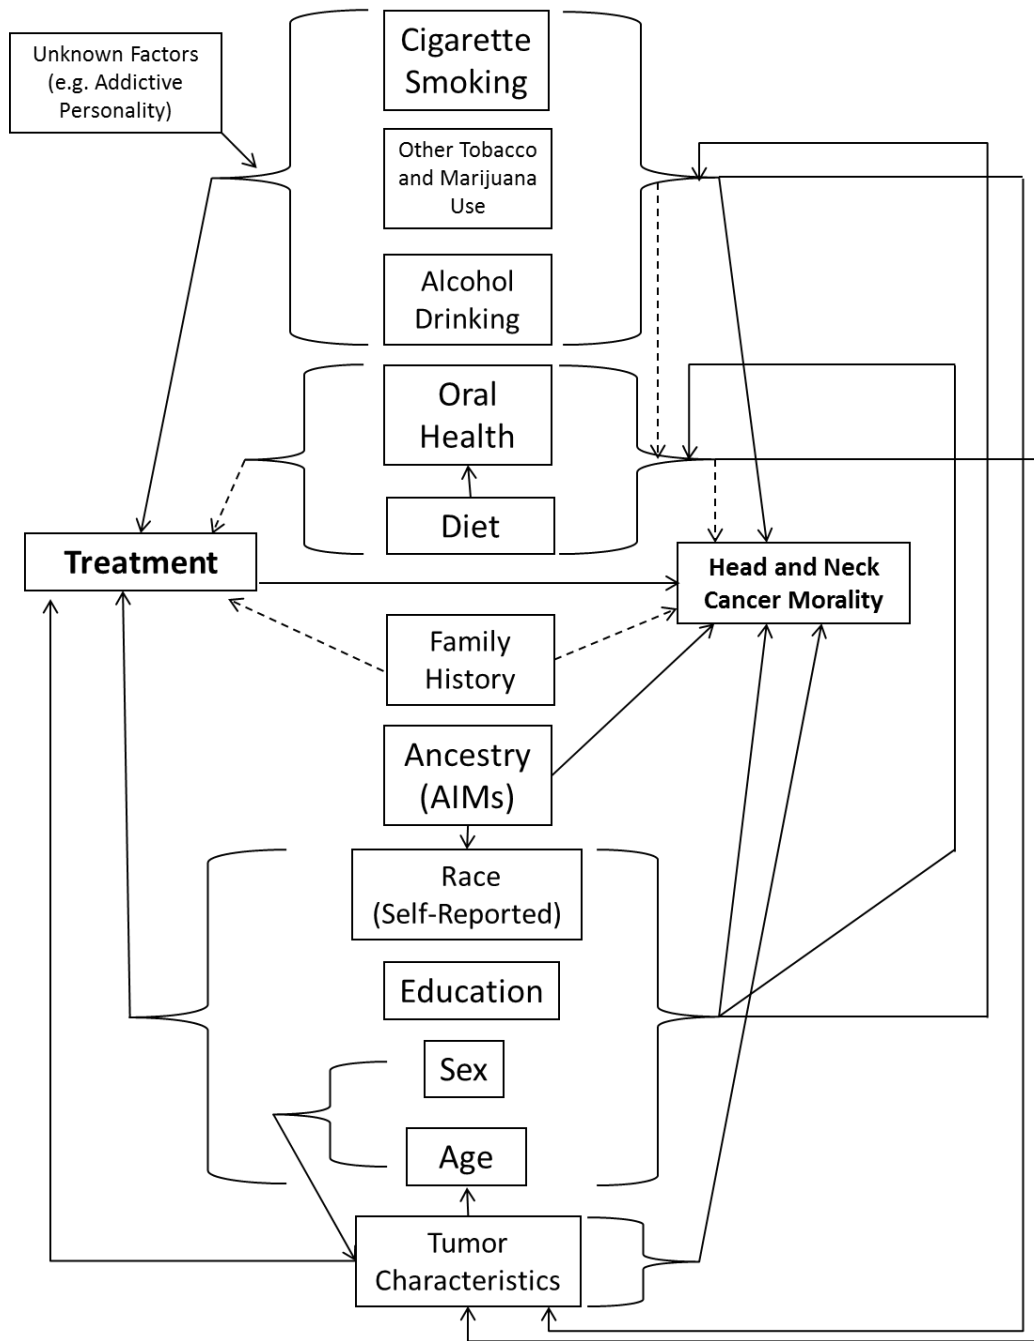 Cigarette
Smoking
Unknown Factors
(e.g. Addictive
Personality)
Other Tobacco
and Marijuana
Use
Alcohol
Drinking
Oral
Health
Diet
Treatment
Head and Neck
Cancer Morality
Family
History
Ancestry
(AIMs)
Race
(Self-Reported)
Education
Sex
Age
Tumor
Characteristics